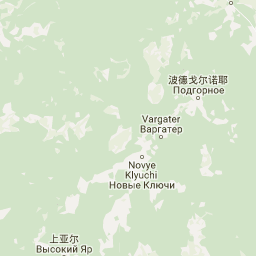 波德戈尔诺耶
Подгорное
Vargater
Варгатер
Novye
Klyuchi
Новые Ключи
上亚尔
Высокий Яр